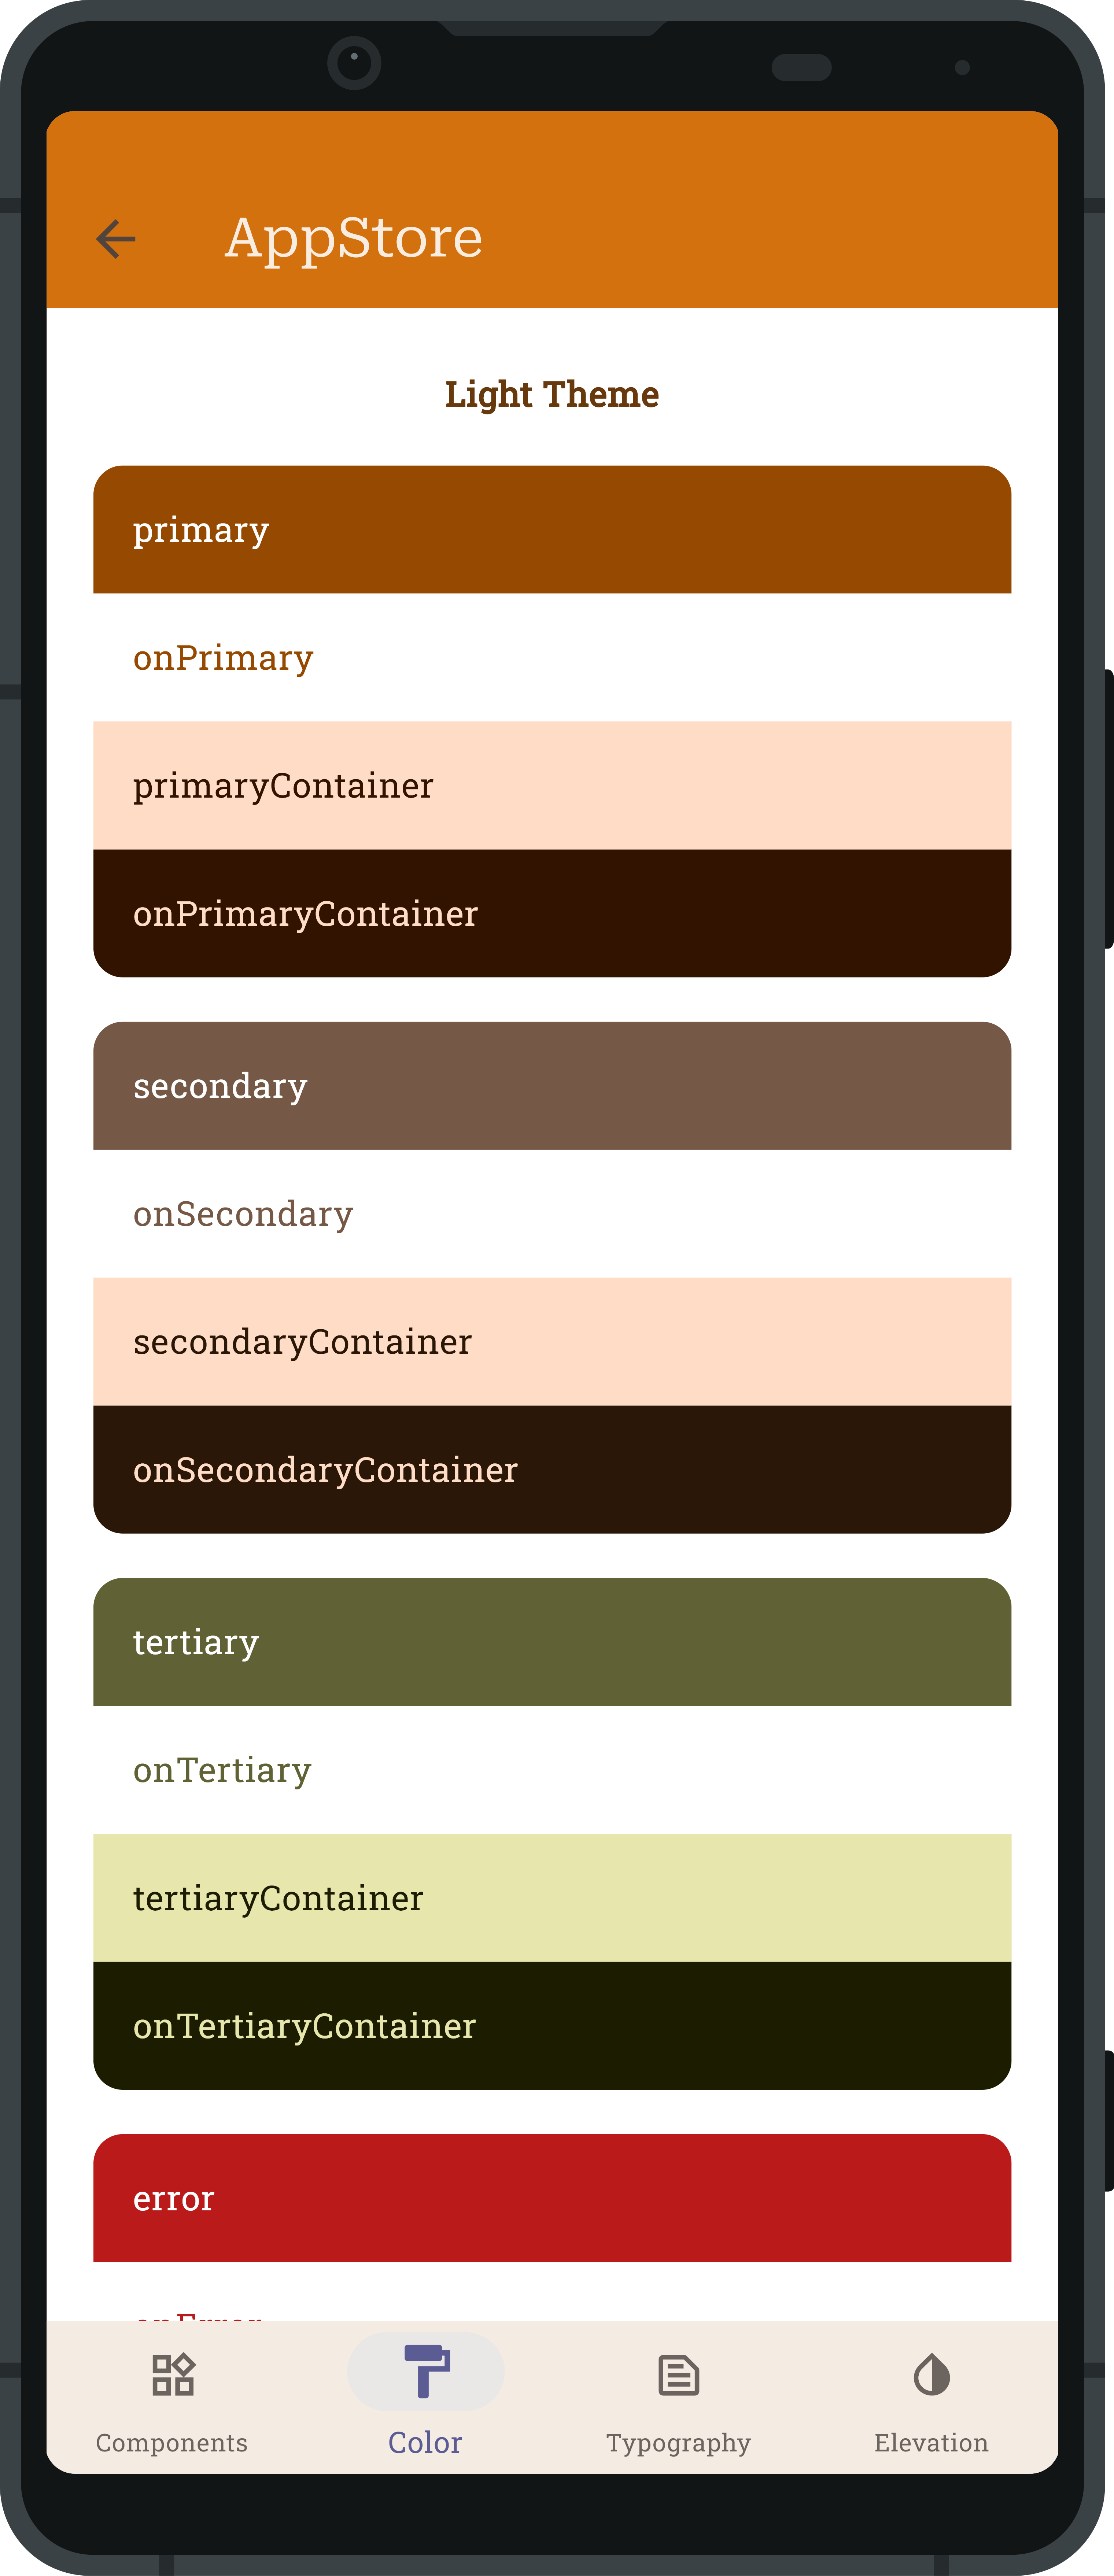 AppStore
Light Theme
primary
onPrimary
primaryContainer
onPrimaryContainer
secondary
onSecondary
secondaryContainer
onSecondaryContainer
tertiary
onTertiary
tertiaryContainer
onTertiaryContainer
error
onError
Components
Color
Typography
Elevation